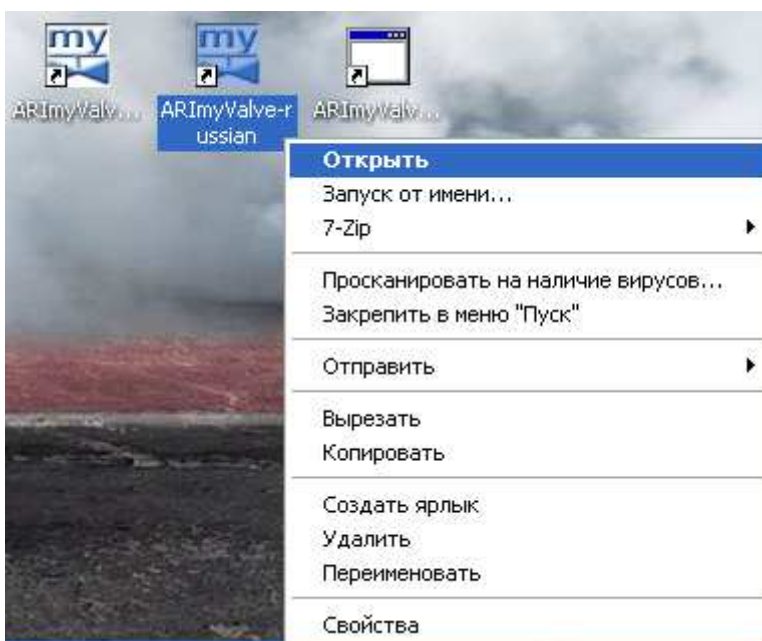 my
my
ARImyValv...
ARImyValve-r
ussian
ARImyValv...
Открыть
Запуск от имени...
7-Zip
Просканировать на наличие вирусов...
Закрепить в меню "Пуск"
Отправить
Вырезать
Копировать
Создать ярлык
Удалить
Переименовать
Свойства